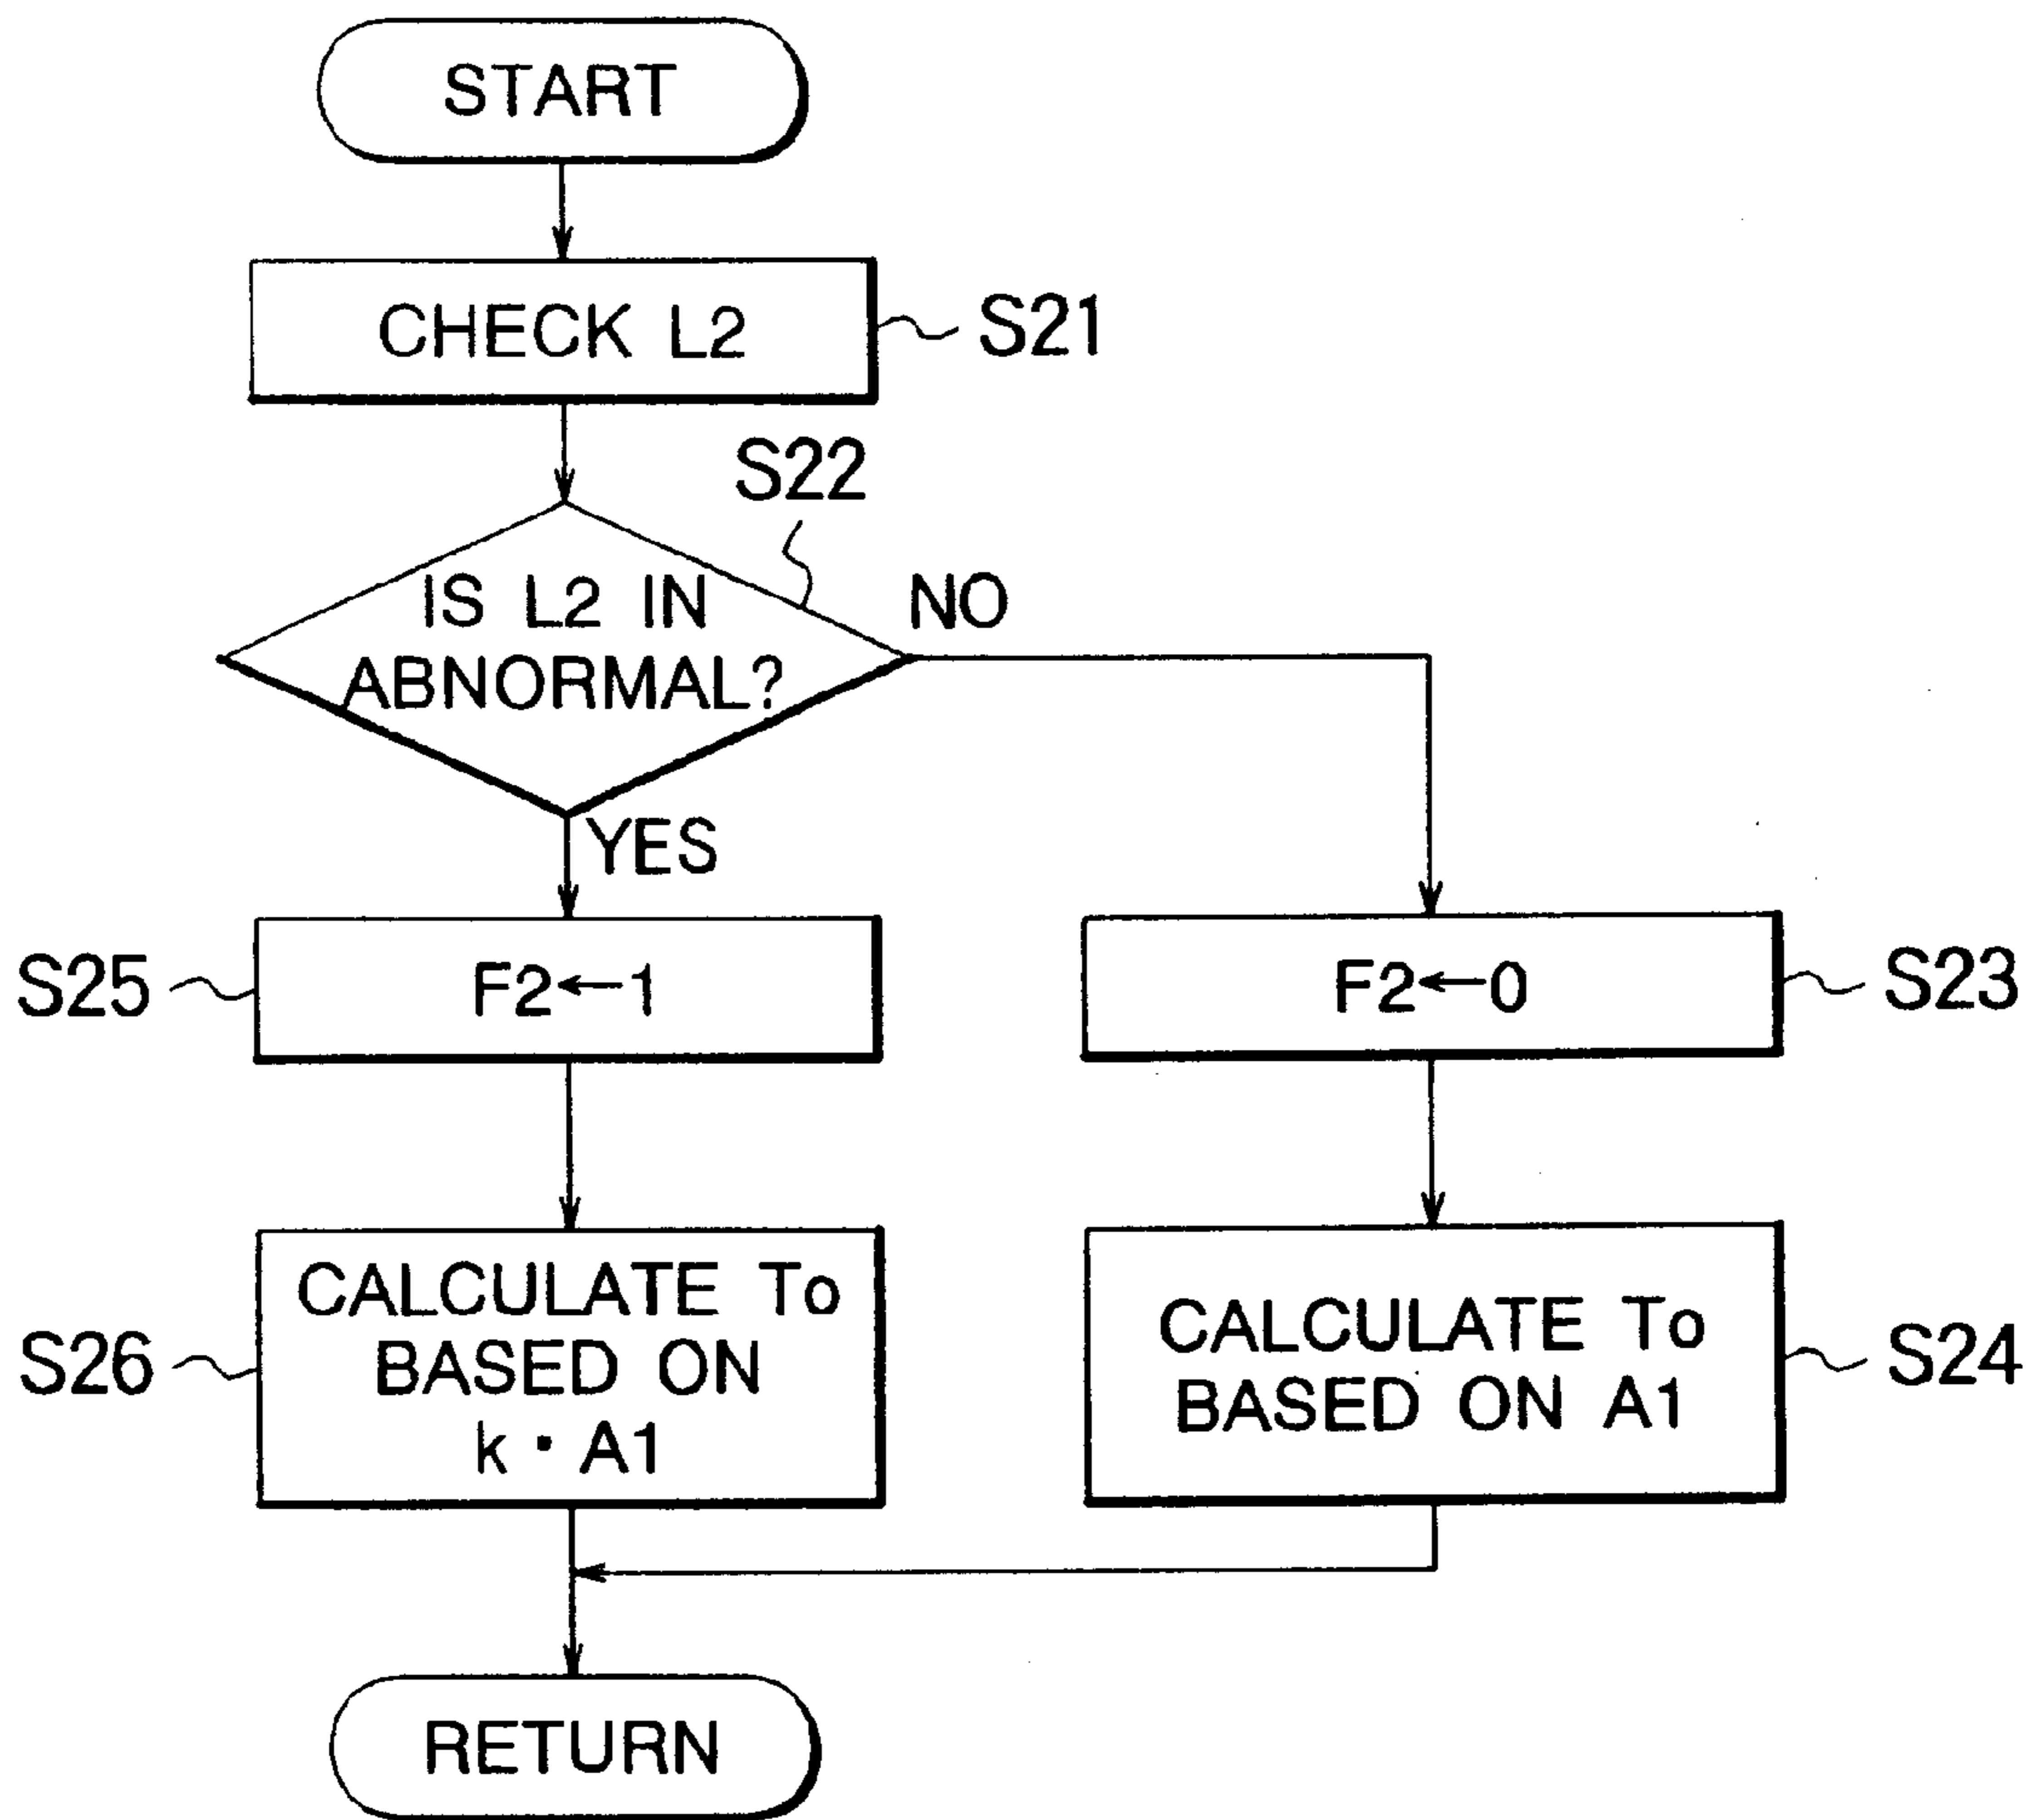 START
CHECK L2
S21
S22
IS L2 IN
ABNORMAL?
NO
YES
S25
F2←1
F2←0
S23
S26
CALCULATE To
BASED ON
k・A1
CALCULATE To
BASED ON A1
S24
RETURN